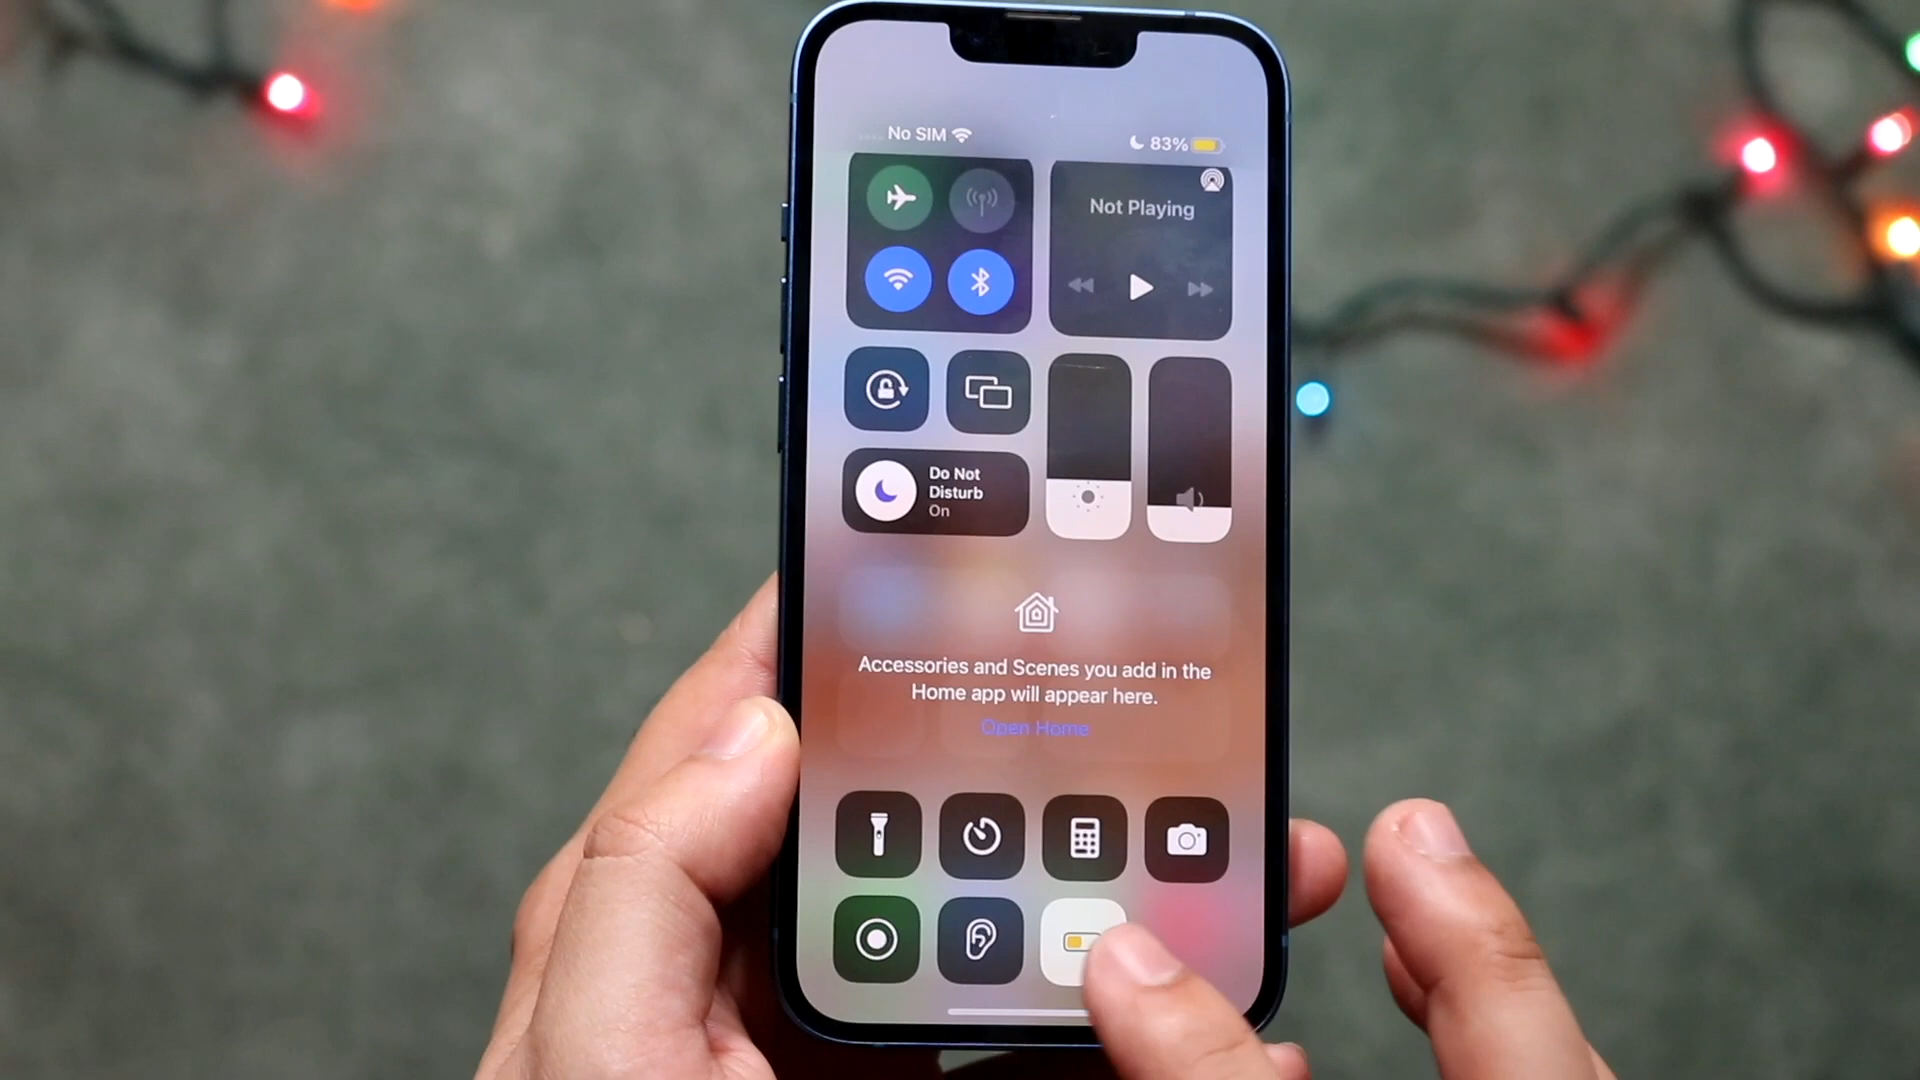 No SIM
83%
Not Playing
Do Not
Disturb
On
Accessories and Scenes you add in the
Home app will appear here.
Open Home